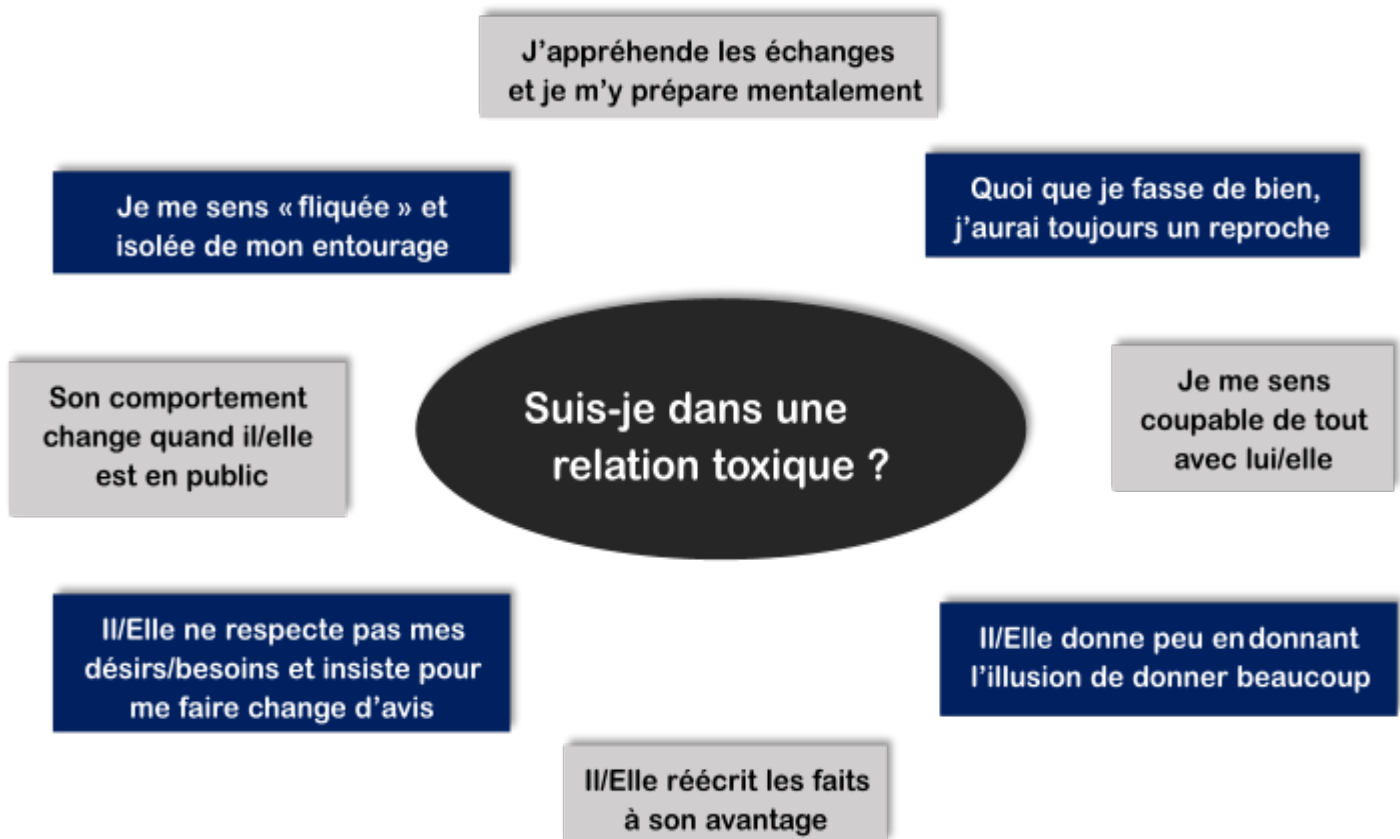 J'appréhende les échanges
et je m'y prépare mentalement
Quoi que je fasse de bien,
j'aurai toujours un reproche
Je me sens « fliquée » et
isolée de mon entourage
Suis-je dans une
relation toxique ?
Je me sens
coupable de tout
avec lui/elle
Son comportement
change quand il/elle
est en public
Il/Elle ne respecte pas mes
désirs/besoins et insiste pour
me faire change d'avis
Il/Elle donne peu en donnant
l'illusion de donner beaucoup
Il/Elle réécrit les faits
à son avantage